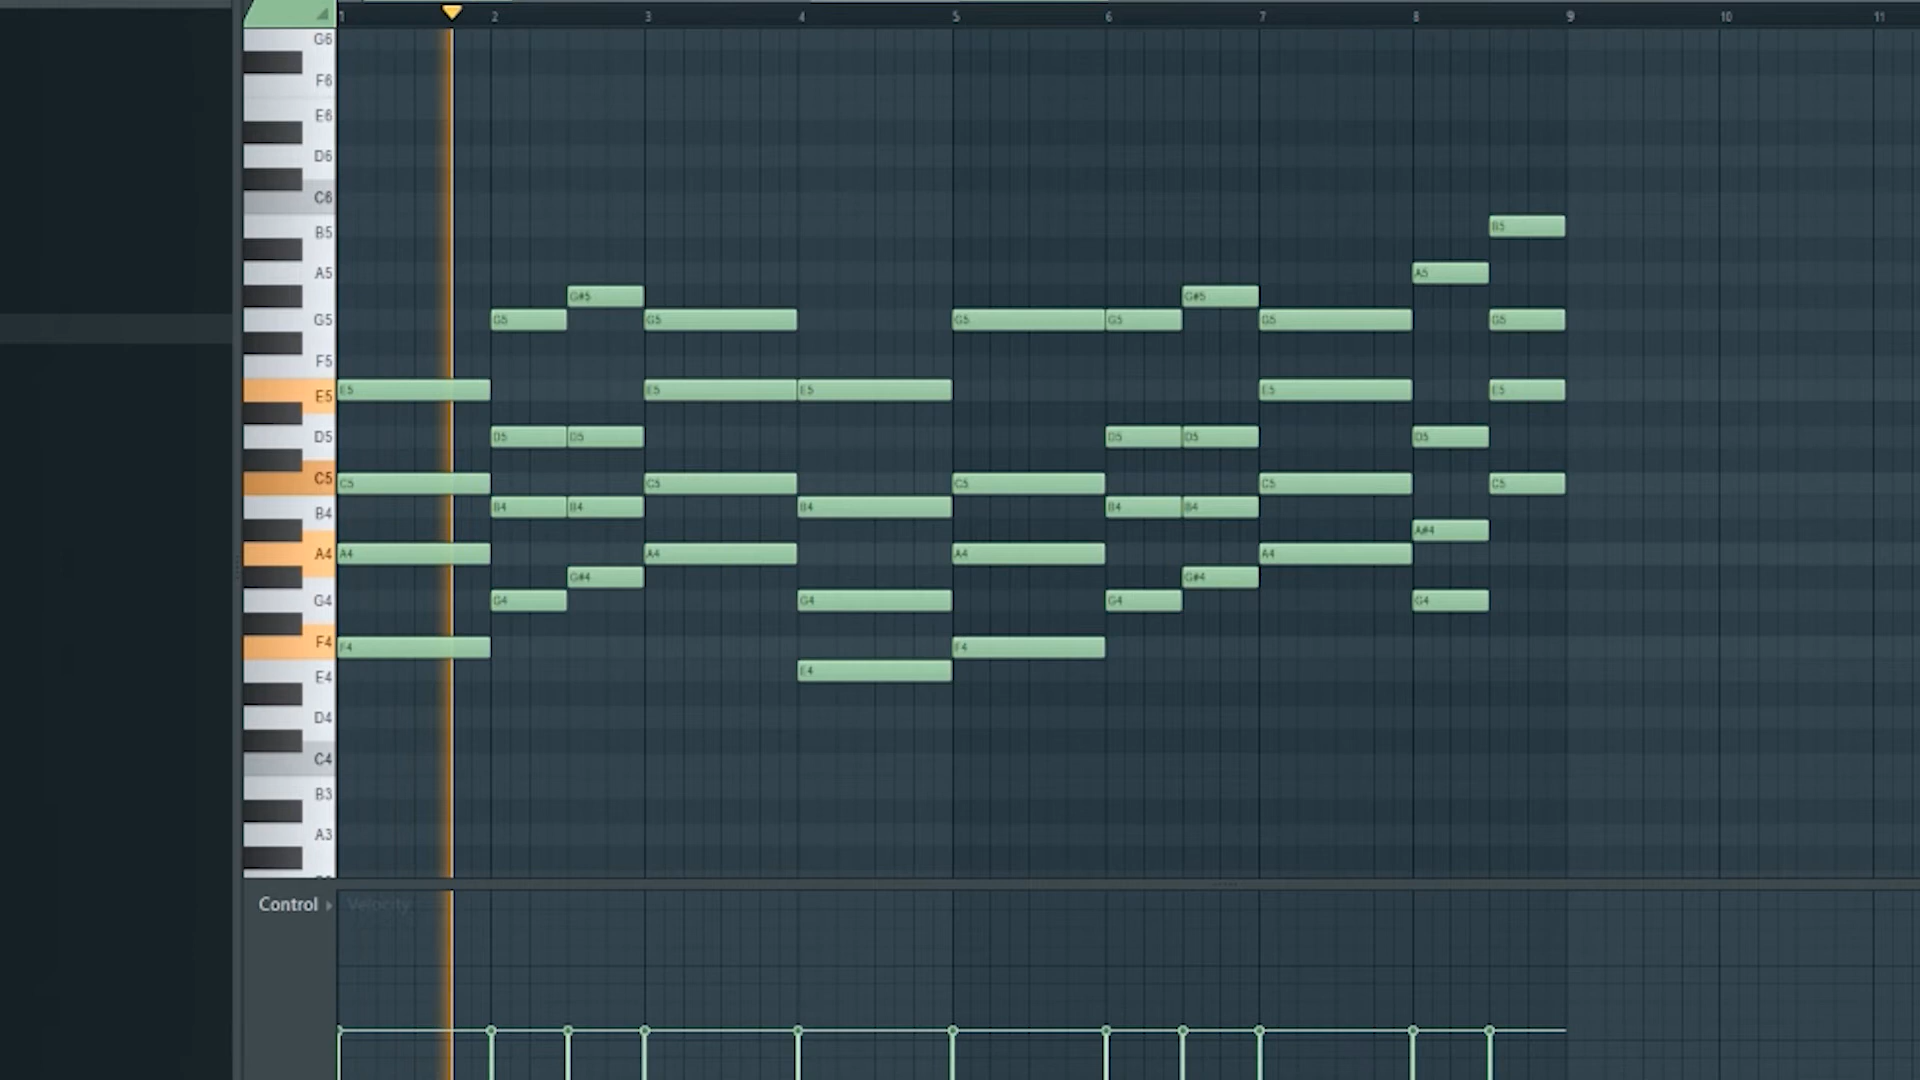 1 2 3 4 5 6 7 8 9 10 11
G6
F6
E6
D6
C6
B5 B5
A5 A5
G#5 G#5
G5 G5 G5 G5 G5 G5 G5
F5
E5 E5 E5 E5 E5 E5
D5 D5 D5 D5 D5 D5
C5 C5 C5 C5 C5 C5
B4 B4 B4 B4 B4 B4
A#4
A4 A4 A4 A4 A4
G#4 G#4
G4 G4 G4 G4 G4
F4 F4 F4
E4 E4
D4
C4
B3
A3
Control Velocity